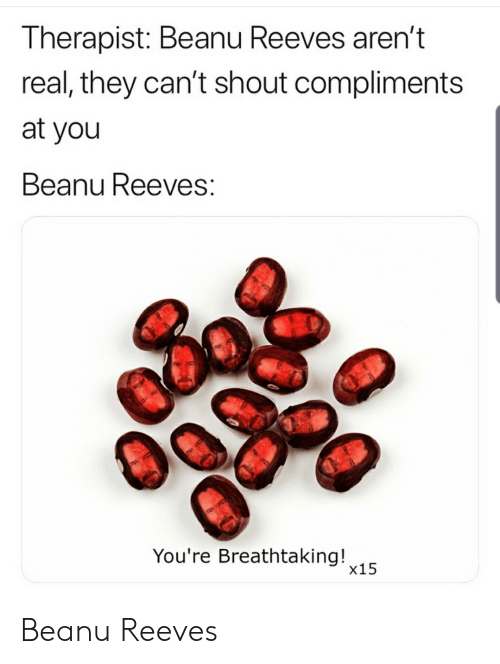 Therapist: Beanu Reeves aren't
real, they can't shout compliments
at you
Beanu Reeves:
You're Breathtaking! x15
Beanu Reeves